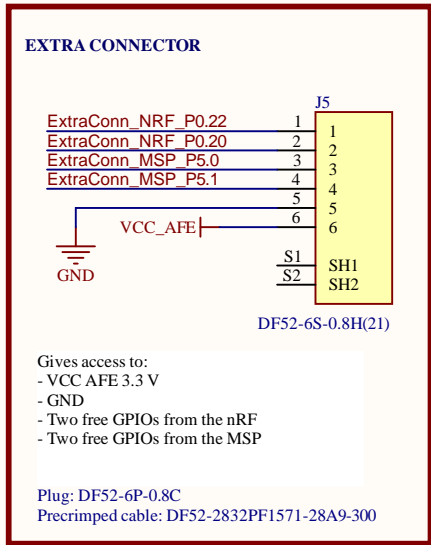 EXTRA CONNECTOR
J5
ExtraConn_NRF_P0.22 1 1
ExtraConn_NRF_P0.20 2 2
ExtraConn_MSP_P5.0 3 3
ExtraConn_MSP_P5.1 4 4
5 5
VCC_AFE 6 6
GND
S1 SH1
S2 SH2
DF52-6S-0.8H(21)
Gives access to:
- VCC AFE 3.3 V
- GND
- Two free GPIOs from the nRF
- Two free GPIOs from the MSP
Plug: DF52-6P-0.8C
Precrimped cable: DF52-2832PF1571-28A9-300